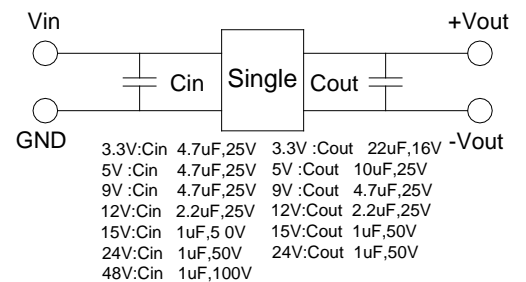 Vin +Vout
Cin Single Cout
GND -Vout
3.3V:Cin 4.7uF,25V 3.3V :Cout 22uF,16V
5V :Cin 4.7uF,25V 5V :Cout 10uF,25V
9V :Cin 4.7uF,25V 9V :Cout 4.7uF,25V
12V:Cin 2.2uF,25V 12V:Cout 2.2uF,25V
15V:Cin 1uF,5 0V 15V:Cout 1uF,50V
24V:Cin 1uF,50V 24V:Cout 1uF,50V
48V:Cin 1uF,100V